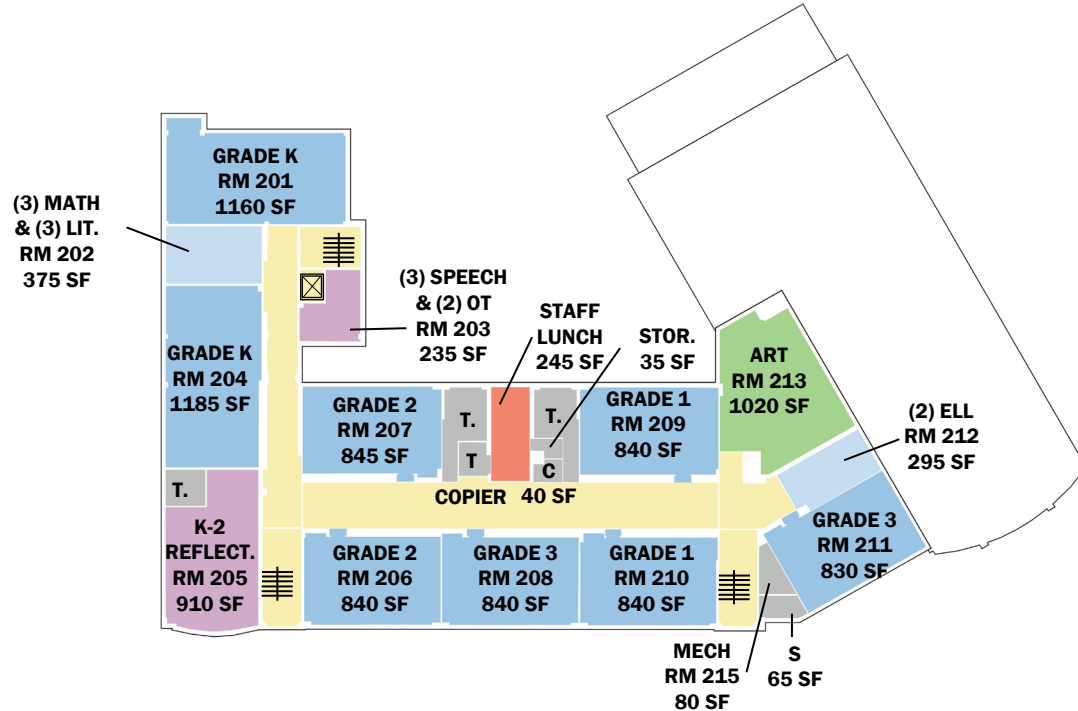 GRADE K
RM 201
1160 SF
(3) MATH
& (3) LIT.
RM 202
375 SF
(3) SPEECH
& (2) OT
RM 203
235 SF
STAFF
LUNCH
245 SF
STOR.
35 SF
GRADE K
RM 204
1185 SF
GRADE 2
RM 207
845 SF
T.
T
T.
C
GRADE 1
RM 209
840 SF
ART
RM 213
1020 SF
(2) ELL
RM 212
295 SF
T.
K-2
REFLECT.
RM 205
910 SF
COPIER 40 SF
GRADE 2
RM 206
840 SF
GRADE 3
RM 208
840 SF
GRADE 1
RM 210
840 SF
GRADE 3
RM 211
830 SF
MECH
RM 215
80 SF
S
65 SF